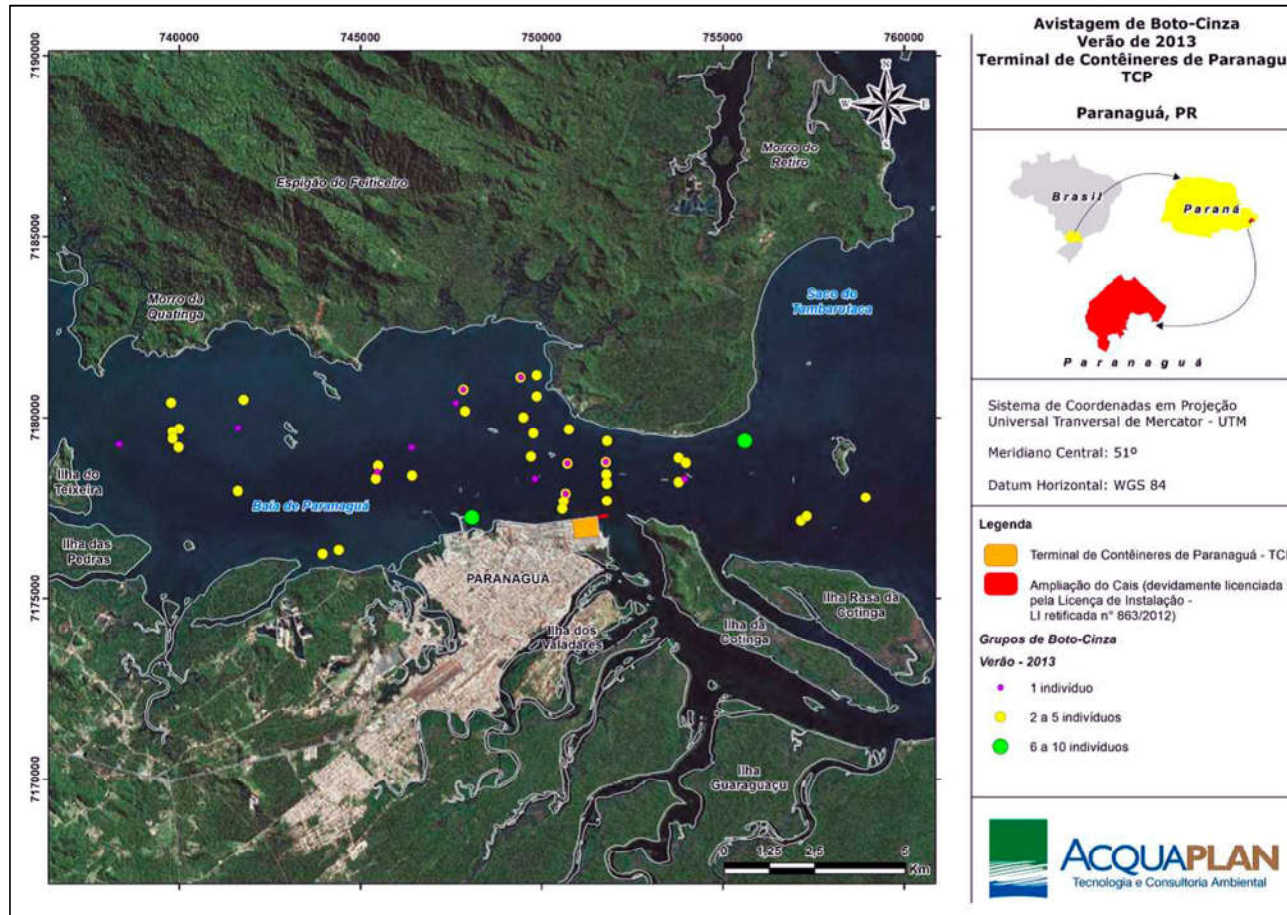 Avistagem de Boto-Cinza
Verão de 2013
Terminal de Contêineres de Paranagu
TCP
Paranaguá, PR
740000
745000
750000
755000
760000
7190000
7185000
7180000
7175000
7170000
N
W
E
S
Morro do
Retiro
Espigão do Feiticeiro
Morro da
Quatinga
Saco do
Tambarutaca
Ilha do
Teixeira
Baía de Paranaguá
Ilha das
Pedras
PARANAGUÁ
Ilha dos
Valadares
Ilha da
Cotinga
Ilha Rasa da
Cotinga
Ilha
Guaraguaçu
0 1,25 2,5 5
Km
Brasil
Paraná
Paranaguá
Sistema de Coordenadas em Projeção
Universal Tranversal de Mercator - UTM
Meridiano Central: 51º
Datum Horizontal: WGS 84
Legenda
Terminal de Contêineres de Paranaguá - TC
Ampliação do Cais (devidamente licenciada
pela Licença de Instalação -
LI retificada n° 863/2012)
Grupos de Boto-Cinza
Verão - 2013
1 indivíduo
2 a 5 indivíduos
6 a 10 indivíduos
ACQUAPLAN
Tecnologia e Consultoria Ambiental